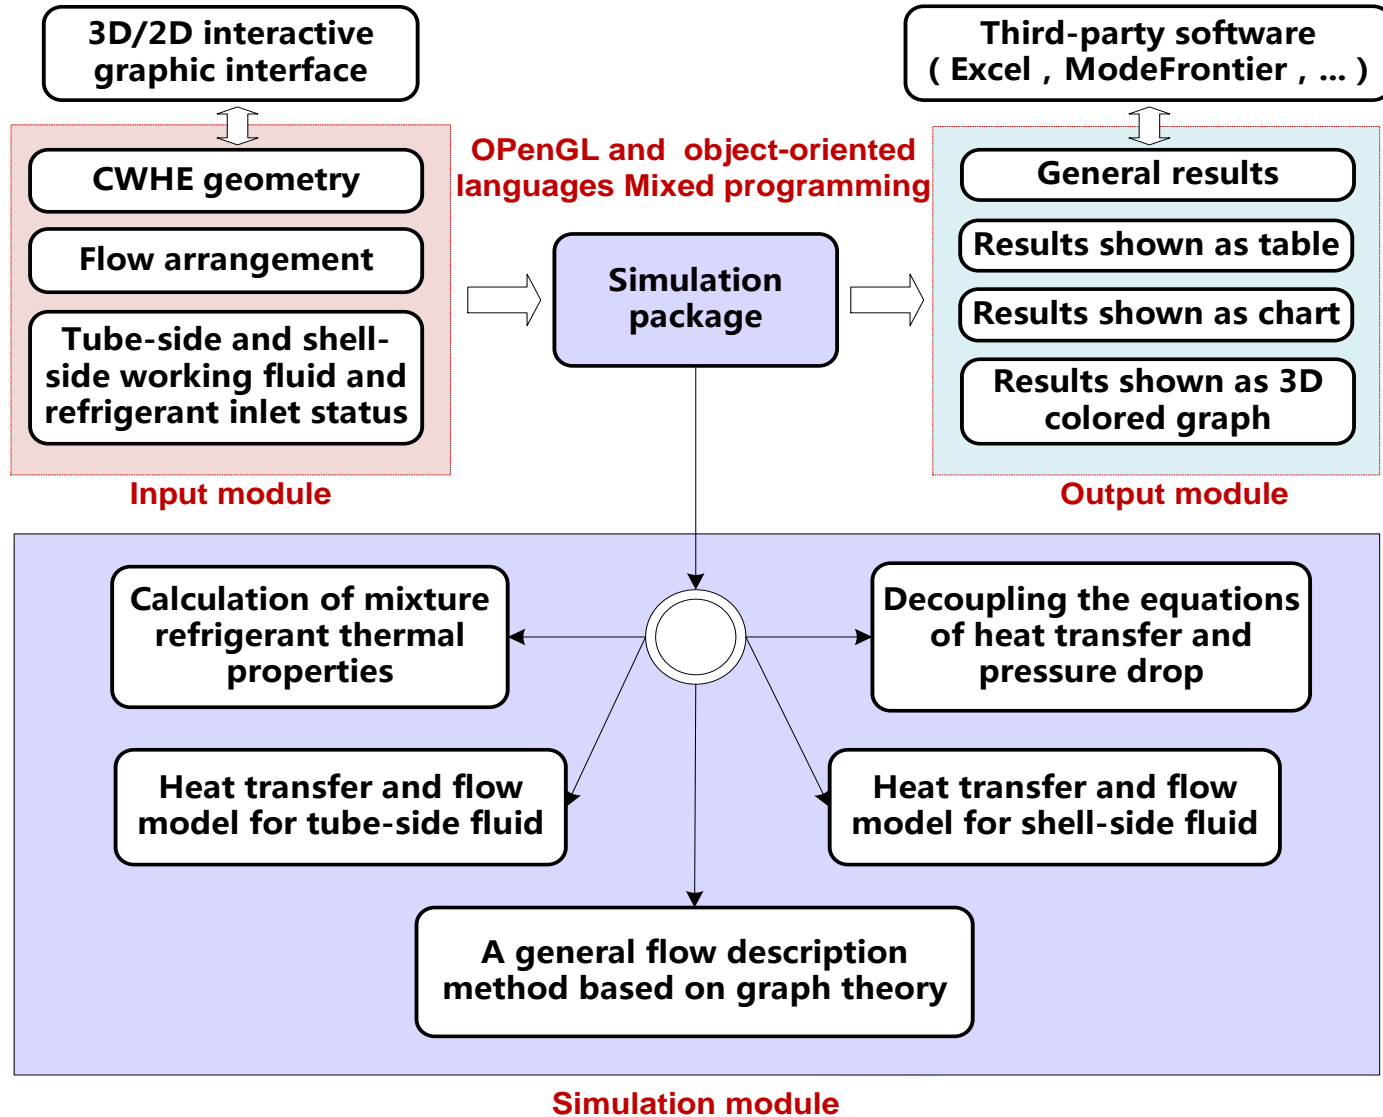 3D/2D interactive
graphic interface
Third-party software
( Excel , ModeFrontier , ... )
CWHE geometry
Flow arrangement
Tube-side and shell-
side working fluid and
refrigerant inlet status
Input module
OPenGL and object-oriented
languages Mixed programming
Simulation
package
General results
Results shown as table
Results shown as chart
Results shown as 3D
colored graph
Output module
Calculation of mixture
refrigerant thermal
properties
Decoupling the equations
of heat transfer and
pressure drop
Heat transfer and flow
model for tube-side fluid
Heat transfer and flow
model for shell-side fluid
A general flow description
method based on graph theory
Simulation module